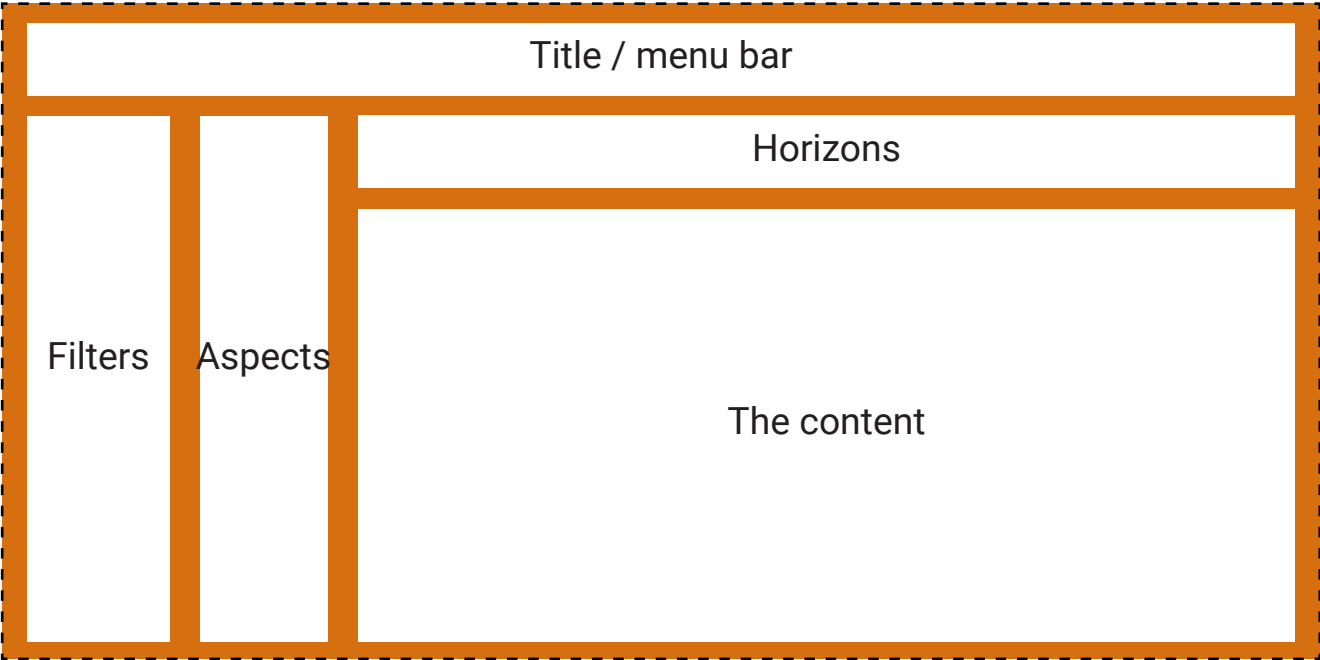 Title / menu bar
Horizons
Filters
Aspects
The content